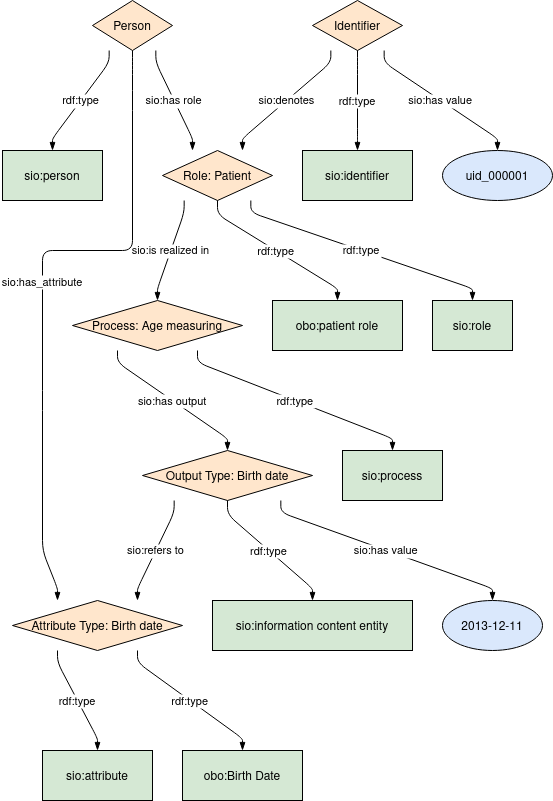 Person
Identifier
rdf:type
sio:has role
sio:denotes
rdf:type
sio:has value
sio:person
Role: Patient
sio:identifier
uid_000001
sio:is realized in
rdf:type
rdf:type
sio:has_attribute
Process: Age measuring
obo:patient role
sio:role
sio:has output
rdf:type
Output Type: Birth date
sio:process
sio:refers to
rdf:type
sio:has value
Attribute Type: Birth date
sio:information content entity
2013-12-11
rdf:type
rdf:type
sio:attribute
obo:Birth Date